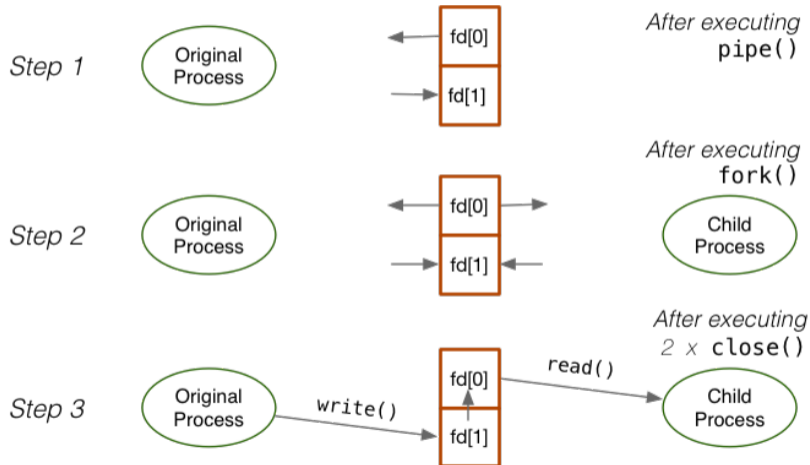 Step 1
Original
Process
fd[0]
fd[1]
After executing
pipe()
Step 2
Original
Process
fd[0]
fd[1]
After executing
fork()
Child
Process
Step 3
Original
Process
write()
fd[0]
fd[1]
read()
After executing
2 x close()
Child
Process